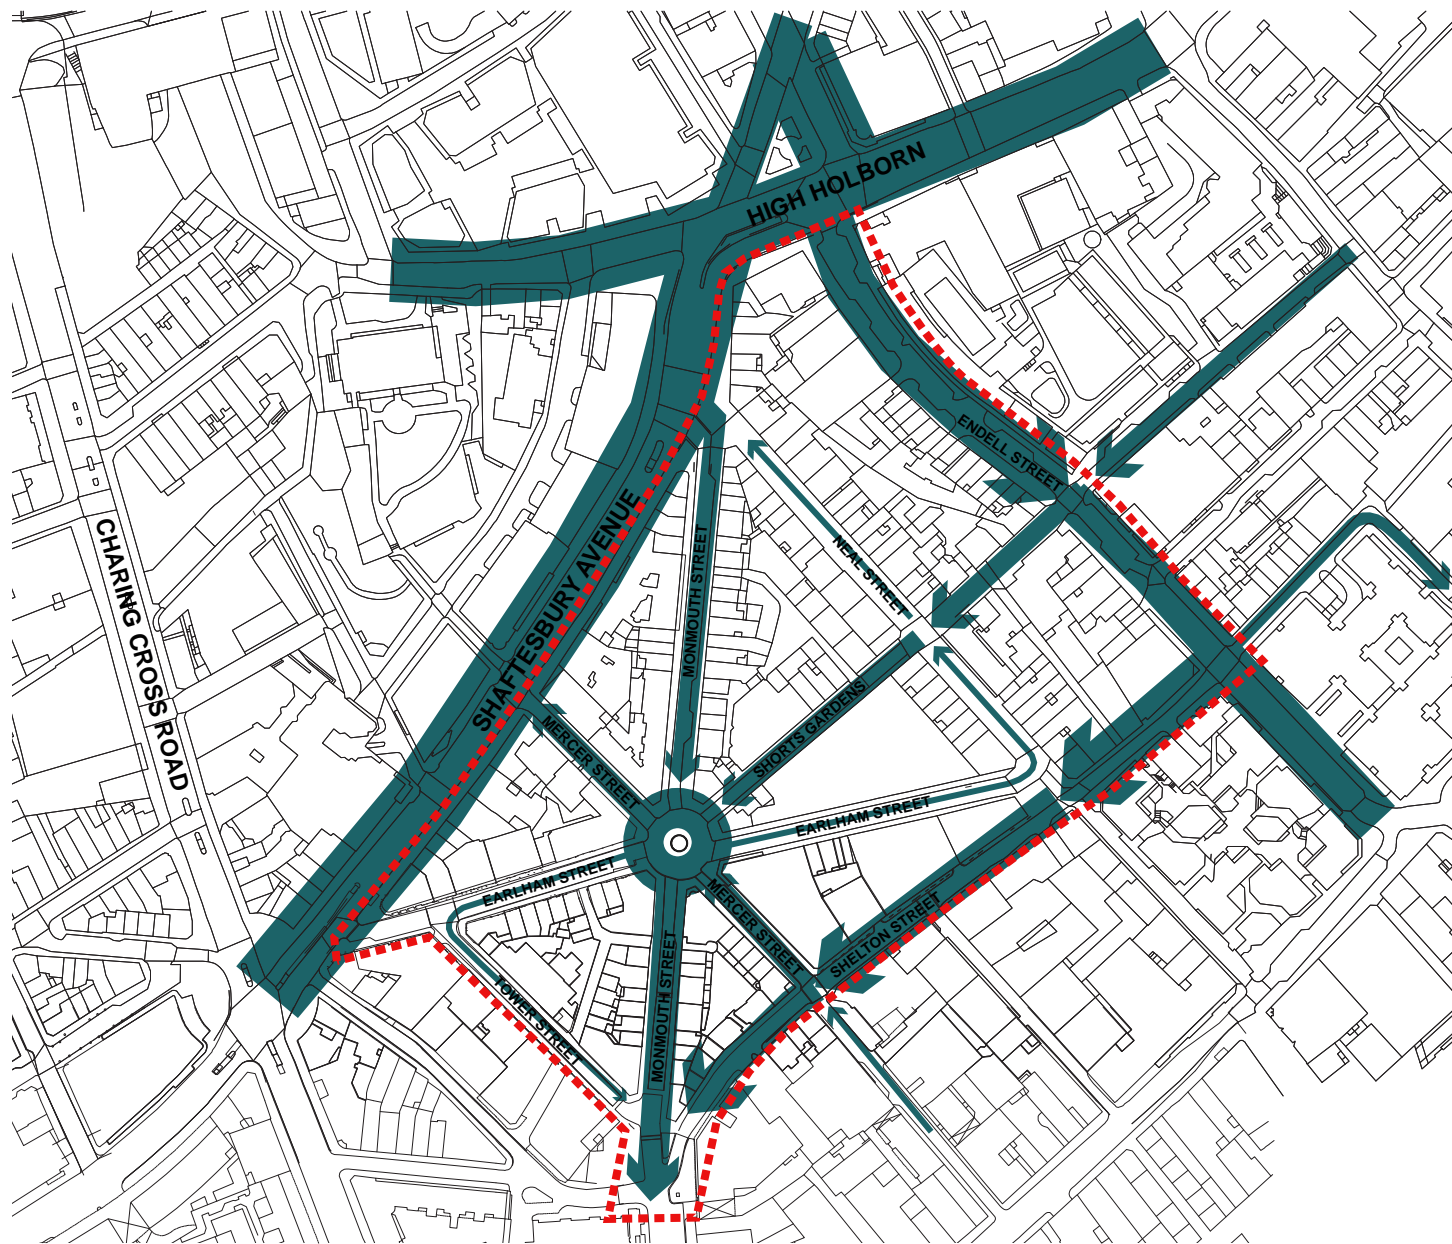 HIGH HOLBORN
ENDELL STREET
CHARING CROSS ROAD
SHAFTESBURY AVENUE
MONMOUTH STREET
NEAL STREET
MERCER STREET
SHORTS GARDENS
EARLHAM STREET
EARLHAM STREET
MERCER STREET
SHELTON STREET
TOWER STREET
MONMOUTH STREET